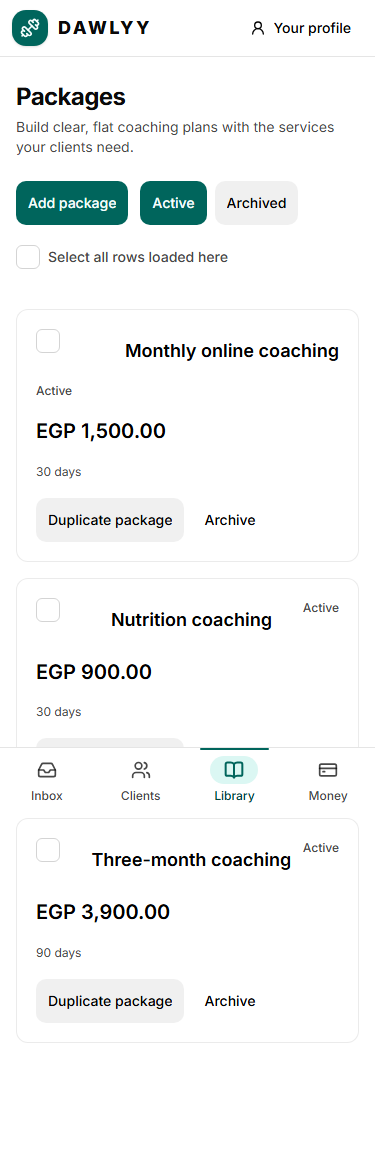 DAWLYY
Your profile
Packages
Build clear, flat coaching plans with the services
your clients need.
Add package
Active
Archived
Select all rows loaded here
Monthly online coaching
Active
EGP 1,500.00
30 days
Duplicate package
Archive
Nutrition coaching
Active
EGP 900.00
30 days
Inbox
Clients
Library
Money
Three-month coaching
Active
EGP 3,900.00
90 days
Duplicate package
Archive